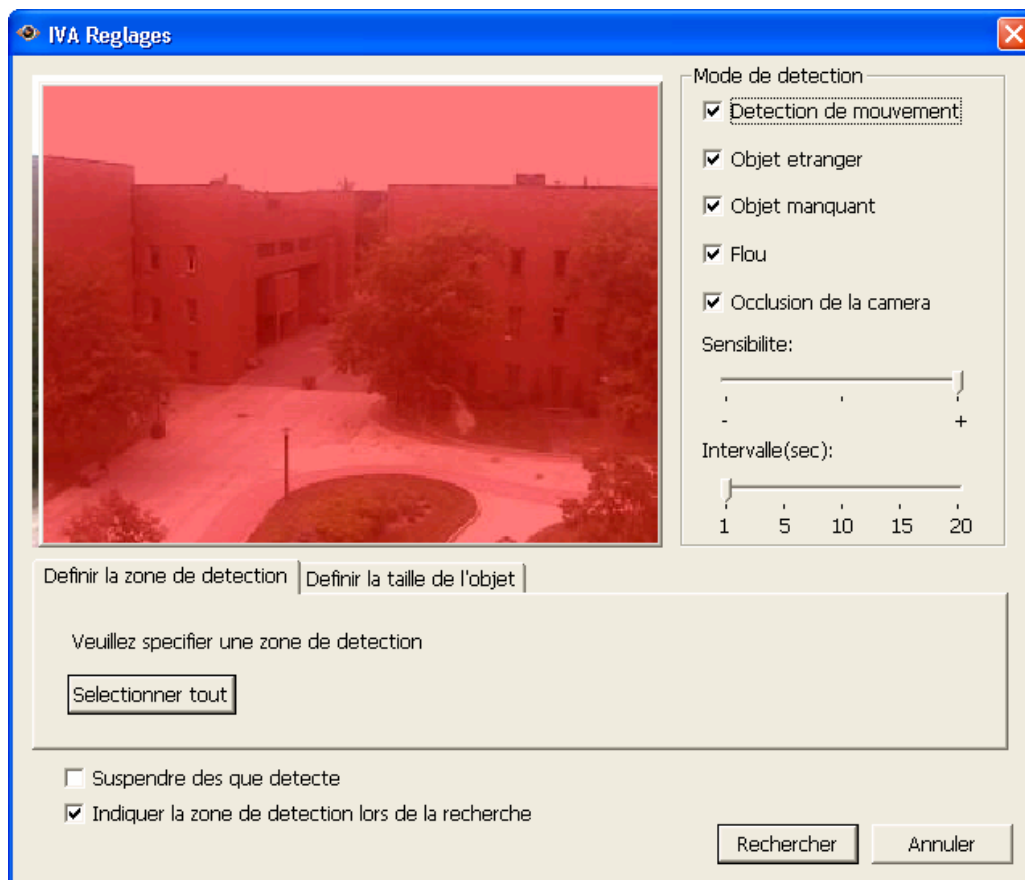 IVA Reglages
Mode de detection
Detection de mouvement
Objet etranger
Objet manquant
Flou
Occlusion de la camera
Sensibilite:
- +
Intervalle(sec):
1 5 10 15 20
Definir la zone de detection
Definir la taille de l'objet
Veuillez specifier une zone de detection
Selectionner tout
Suspendre des que detecte
Indiquer la zone de detection lors de la recherche
Rechercher
Annuler